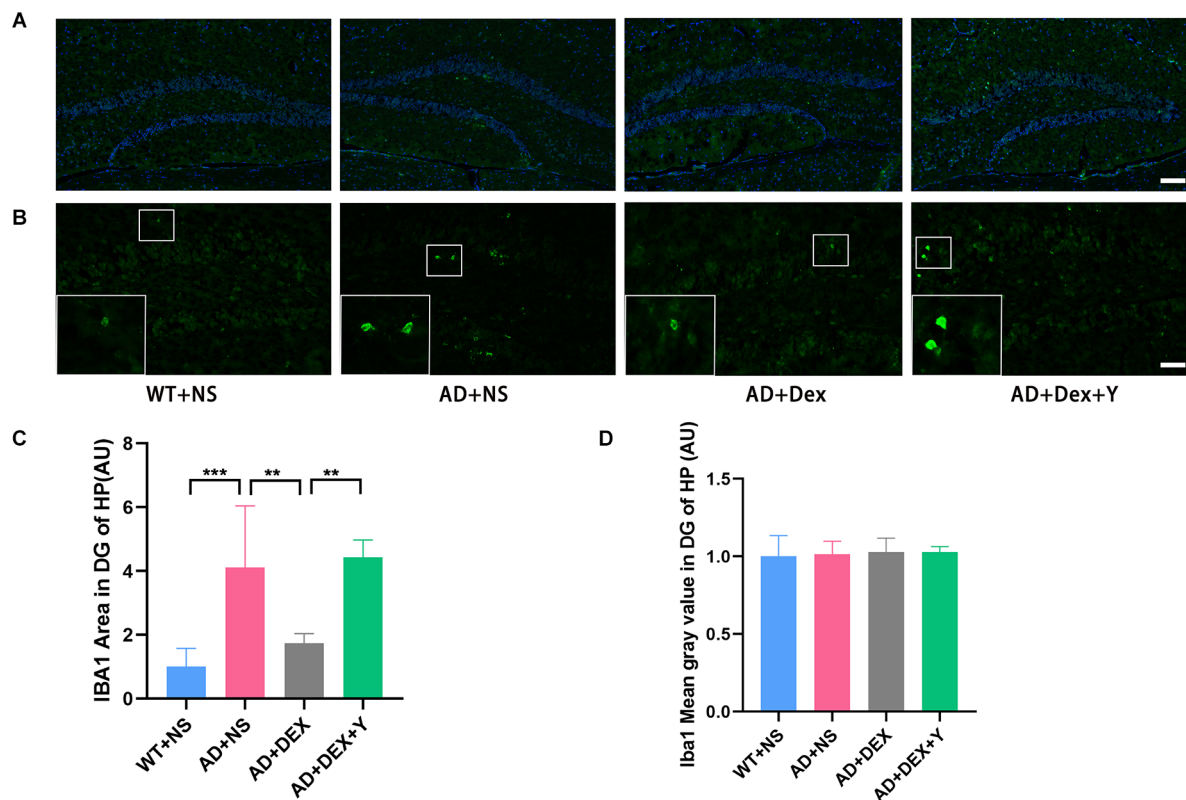 A
B
WT+NS AD+NS AD+Dex AD+Dex+Y
C
IBA1 Area in DG of HP(AU)
8
6
4
2
0
*** ** **
WT+NS AD+NS AD+DEX AD+DEX+Y
D
Iba1 Mean gray value in DG of HP (AU)
1.5
1.0
0.5
0.0
WT+NS AD+NS AD+DEX AD+DEX+Y